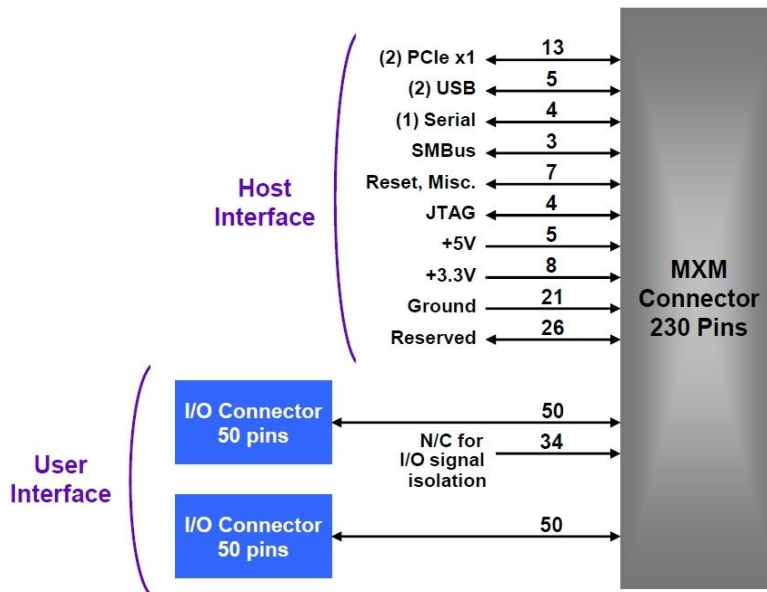 (2) PCIe x1 13
(2) USB 5
(1) Serial 4
SMBus 3
Reset, Misc. 7
JTAG 4
+5V 5
+3.3V 8
Ground 21
Reserved 26
Host
Interface
MXM
Connector
230 Pins
I/O Connector
50 pins
50
N/C for
I/O signal
isolation
34
User
Interface
I/O Connector
50 pins
50